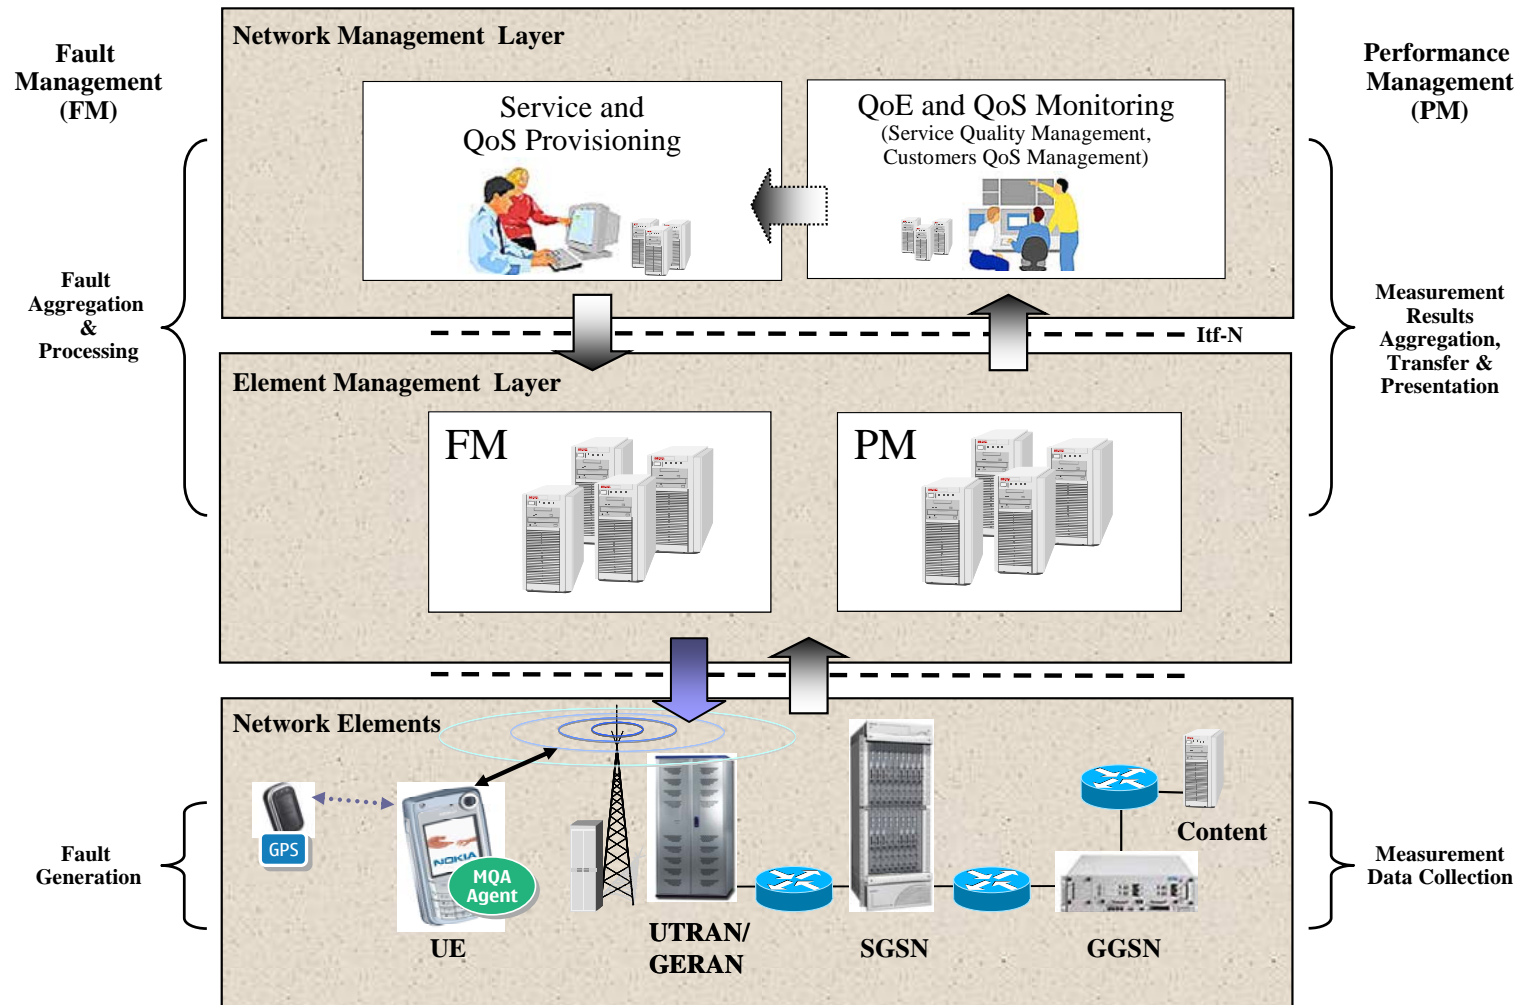 Fault
Management
(FM)
Network Management  Layer
Performance
Management
(PM)
Service and
QoS Provisioning
QoE and QoS Monitoring
(Service Quality Management,
Customers QoS Management)
Fault
Aggregation
&
Processing
Measurement
Results
Aggregation,
Transfer &
Presentation
Itf-N
Element Management  Layer
FM
PM
Network Elements
GPS
NOKIA
MQA
Agent
UE
UTRAN/
GERAN
SGSN
GGSN
Content
Fault
Generation
Measurement
Data Collection